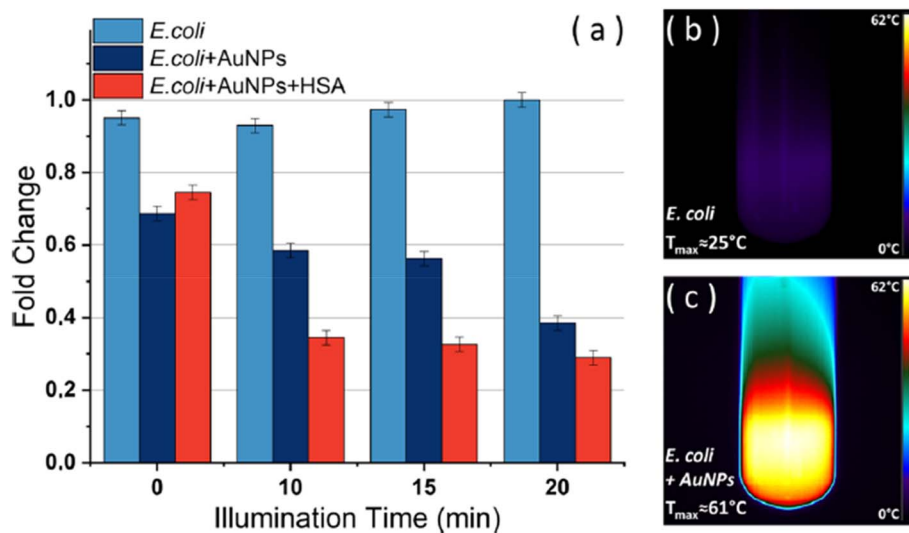 E.coli
E.coli+AuNPs
E.coli+AuNPs+HSA
( a )
1.0
0.8
0.6
0.4
0.2
0.0
Fold Change
0
10
15
20
Illumination Time (min)
( b )
62°C
E. coli
Tmax≈25°C
0°C
( c )
62°C
E. coli
+ AuNPs
Tmax≈61°C
0°C